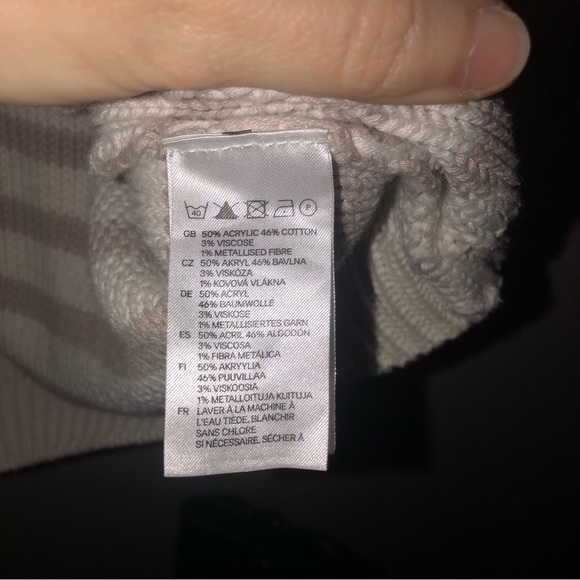 40 P
GB 50% ACRYLIC 46% COTTON
3% VISCOSE
1% METALLISED FIBRE
CZ 50% AKRYL 46% BAVLNA
3% VISKÓZA
1% KOVOVÁ VLÁKNA
DE 50% ACRYL
46% BAUMWOLLE
3% VISKOSE
1% METALLISIERTES GARN
ES 50% ACRIL 46% ALGODÓN
3% VISCOSA
1% FIBRA METÁLICA
FI 50% AKRYYLIA
46% PUUVILLAA
3% VISKOOSIA
1% METALLOITUJA KUITUJA
FR LAVER À LA MACHINE À
L'EAU TIÈDE, BLANCHIR
SANS CHLORE
SI NÉCESSAIRE, SÉCHER À